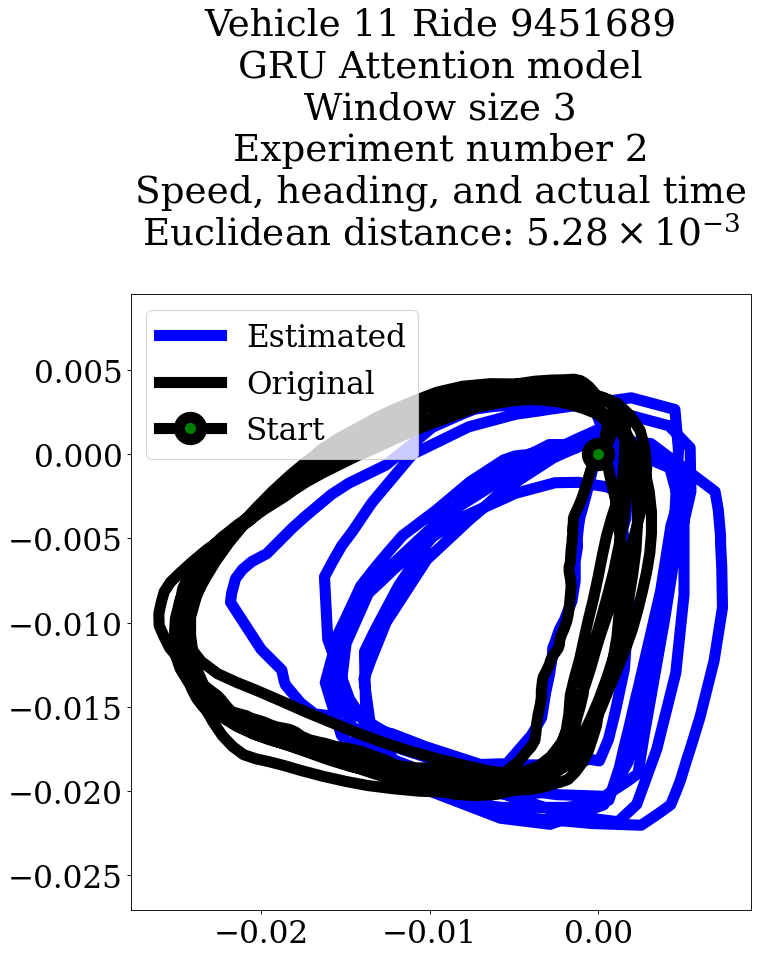 Vehicle 11 Ride 9451689
GRU Attention model
Window size 3
Experiment number 2
Speed, heading, and actual time
Euclidean distance: 5.28 × 10⁻³
Estimated
Original
Start
0.005
0.000
−0.005
−0.010
−0.015
−0.020
−0.025
−0.02
−0.01
0.00